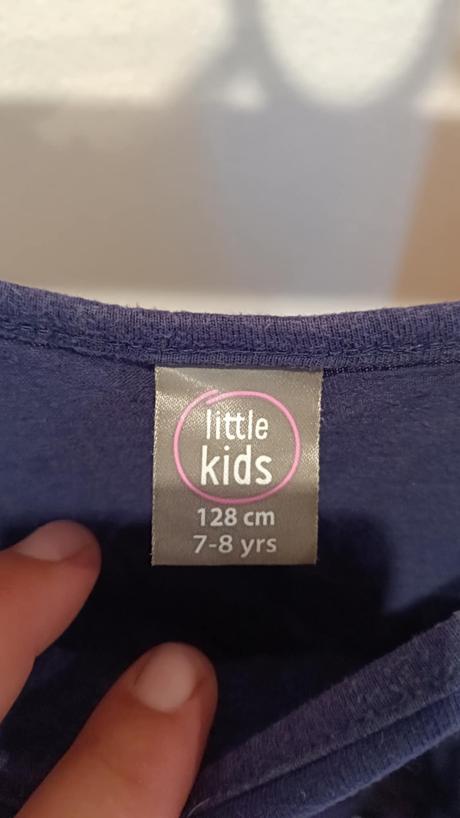 little
kids
128 cm
7-8 yrs